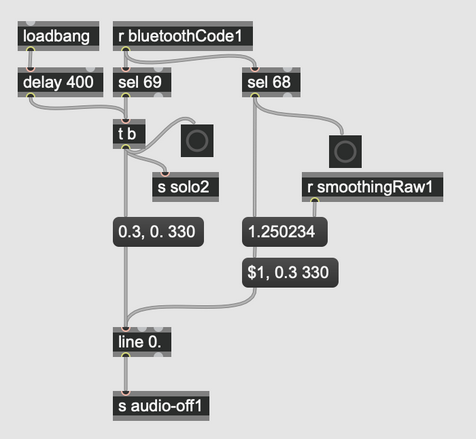 loadbang
r bluetoothCode1
delay 400
sel 69
sel 68
t b
s solo2
r smoothingRaw1
0.3, 0. 330
1.250234
$1, 0.3 330
line 0.
s audio-off1